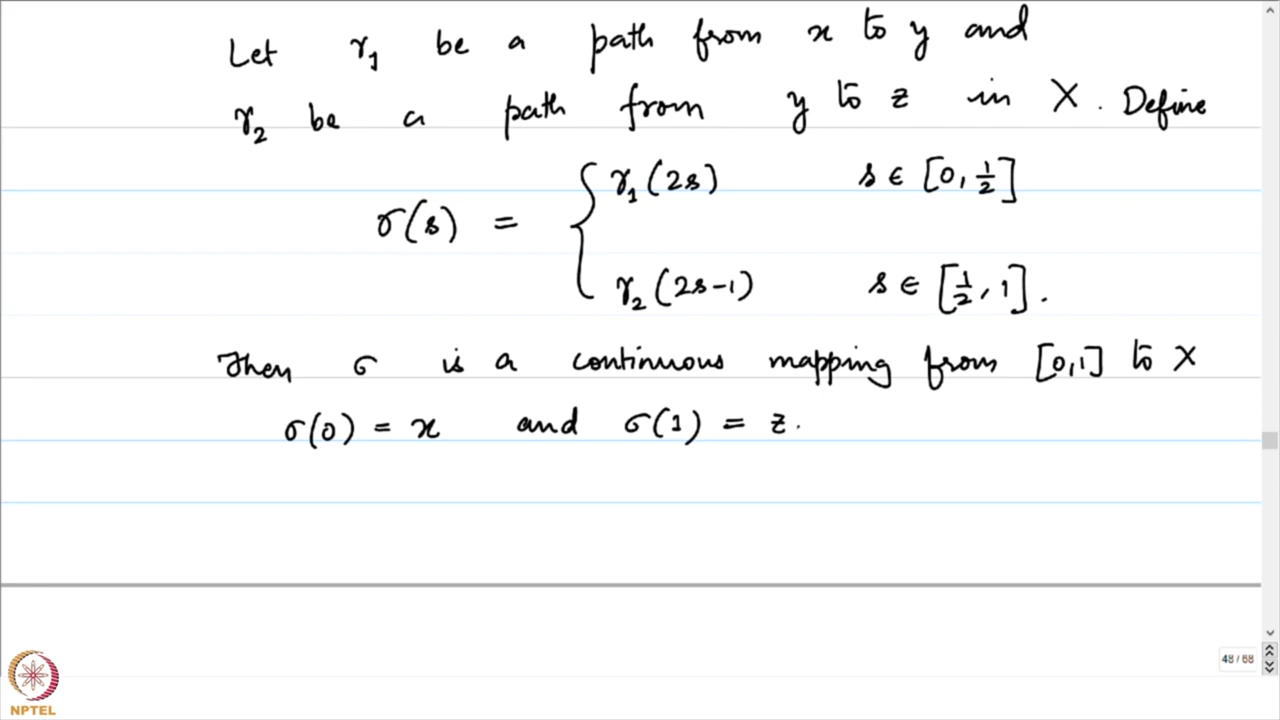 Let γ₁ be a path from x to y and
γ₂ be a path from y to z in X. Define
σ(s) = { γ₁(2s) s ∈ [0, 1/2]
γ₂(2s-1) s ∈ [1/2, 1].
Then σ is a continuous mapping from [0,1] to X
σ(0) = x and σ(1) = z.
48 / 68
NPTEL